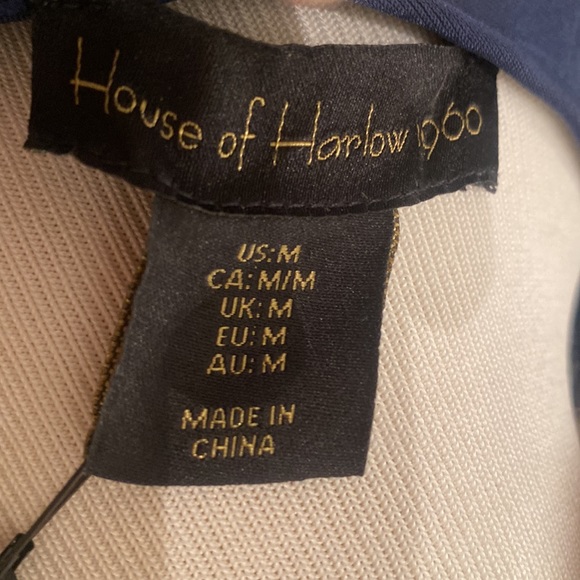 House of Harlow 1960
US: M
CA: M/M
UK: M
EU: M
AU: M
MADE IN
CHINA